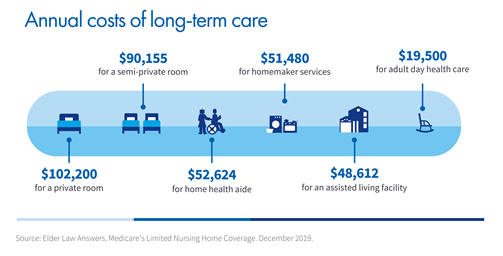 Annual costs of long-term care
$90,155
for a semi-private room
$51,480
for homemaker services
$19,500
for adult day health care
$102,200
for a private room
$52,624
for home health aide
$48,612
for an assisted living facility
Source: Elder Law Answers, Medicare's Limited Nursing Home Coverage. December 2019.